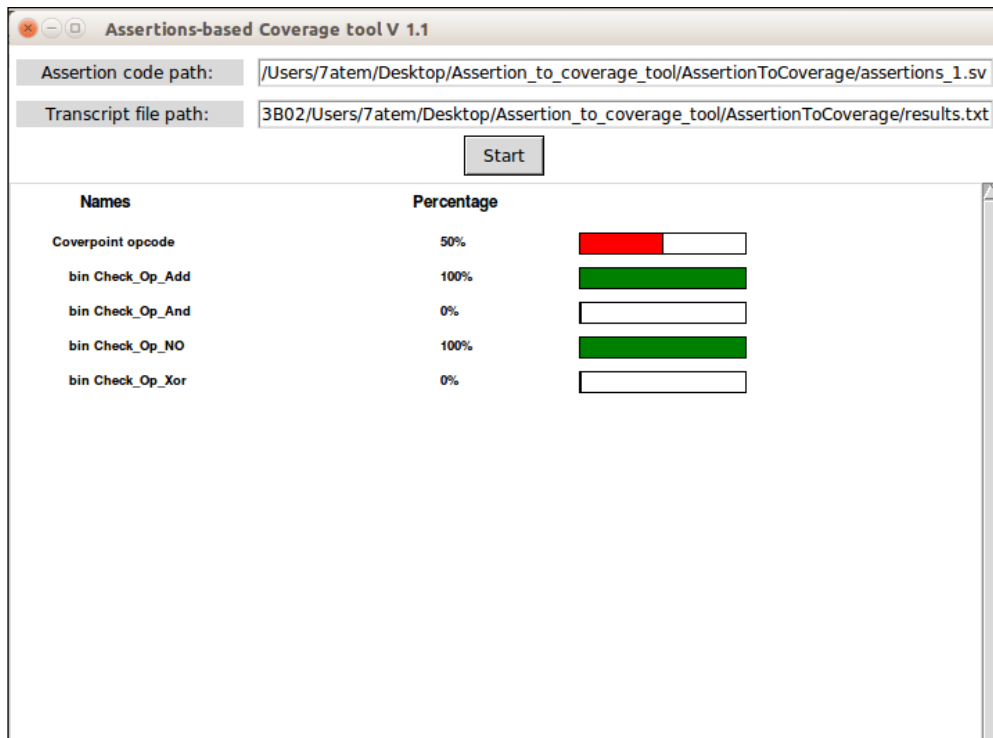 Assertions-based Coverage tool V 1.1
Assertion code path: /Users/7atem/Desktop/Assertion_to_coverage_tool/AssertionToCoverage/assertions_1.sv
Transcript file path: 3B02/Users/7atem/Desktop/Assertion_to_coverage_tool/AssertionToCoverage/results.txt
Start
Names Percentage
Coverpoint opcode 50%
bin Check_Op_Add 100%
bin Check_Op_And 0%
bin Check_Op_NO 100%
bin Check_Op_Xor 0%